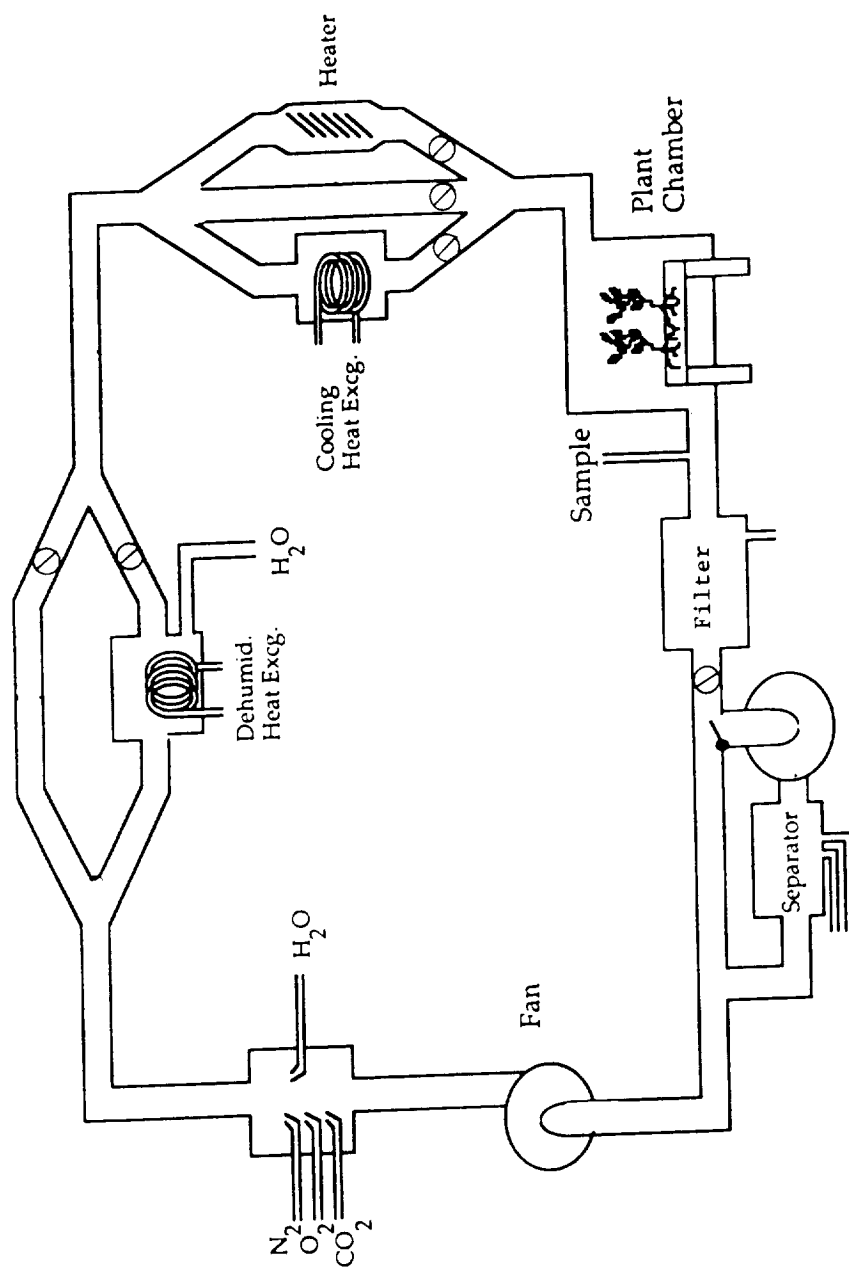 Heater
Cooling
Heat Excg.
Plant
Chamber
Sample
H2O
Dehumid.
Heat Excg.
Filter
Separator
H2O
Fan
N2
O2
CO2